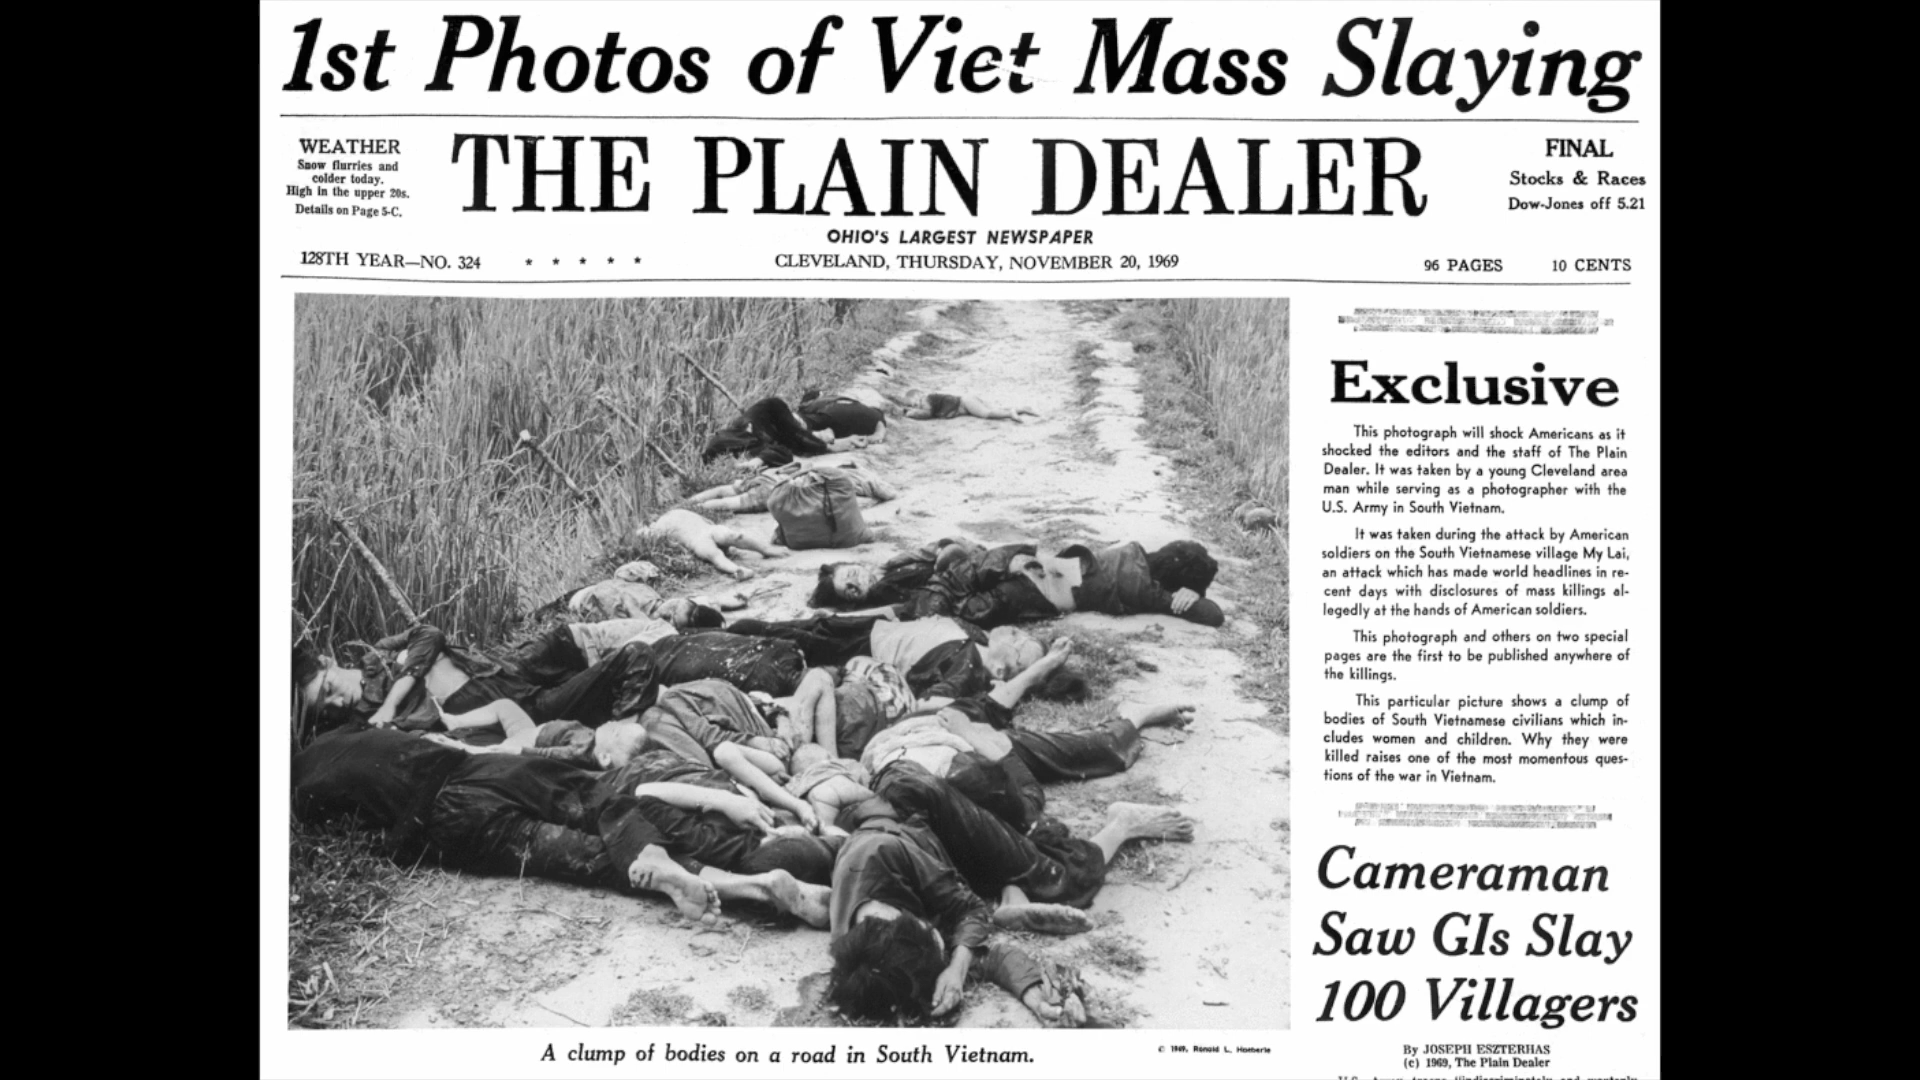 1st Photos of Viet Mass Slaying
WEATHER
Snow flurries and
colder today.
High in the upper 20s.
Details on Page 5-C.
THE PLAIN DEALER
OHIO'S LARGEST NEWSPAPER
FINAL
Stocks & Races
Dow-Jones off 5.21
128TH YEAR—NO. 324 * * * * * CLEVELAND, THURSDAY, NOVEMBER 20, 1969 96 PAGES 10 CENTS
A clump of bodies on a road in South Vietnam.
© 1969, Ronald L. Haeberle
Exclusive
This photograph will shock Americans as it
shocked the editors and the staff of The Plain
Dealer. It was taken by a young Cleveland area
man while serving as a photographer with the
U.S. Army in South Vietnam.
It was taken during the attack by American
soldiers on the South Vietnamese village My Lai,
an attack which has made world headlines in re-
cent days with disclosures of mass killings al-
legedly at the hands of American soldiers.
This photograph and others on two special
pages are the first to be published anywhere of
the killings.
This particular picture shows a clump of
bodies of South Vietnamese civilians which in-
cludes women and children. Why they were
killed raises one of the most momentous ques-
tions of the war in Vietnam.
Cameraman
Saw GIs Slay
100 Villagers
By JOSEPH ESZTERHAS
(c) 1969, The Plain Dealer